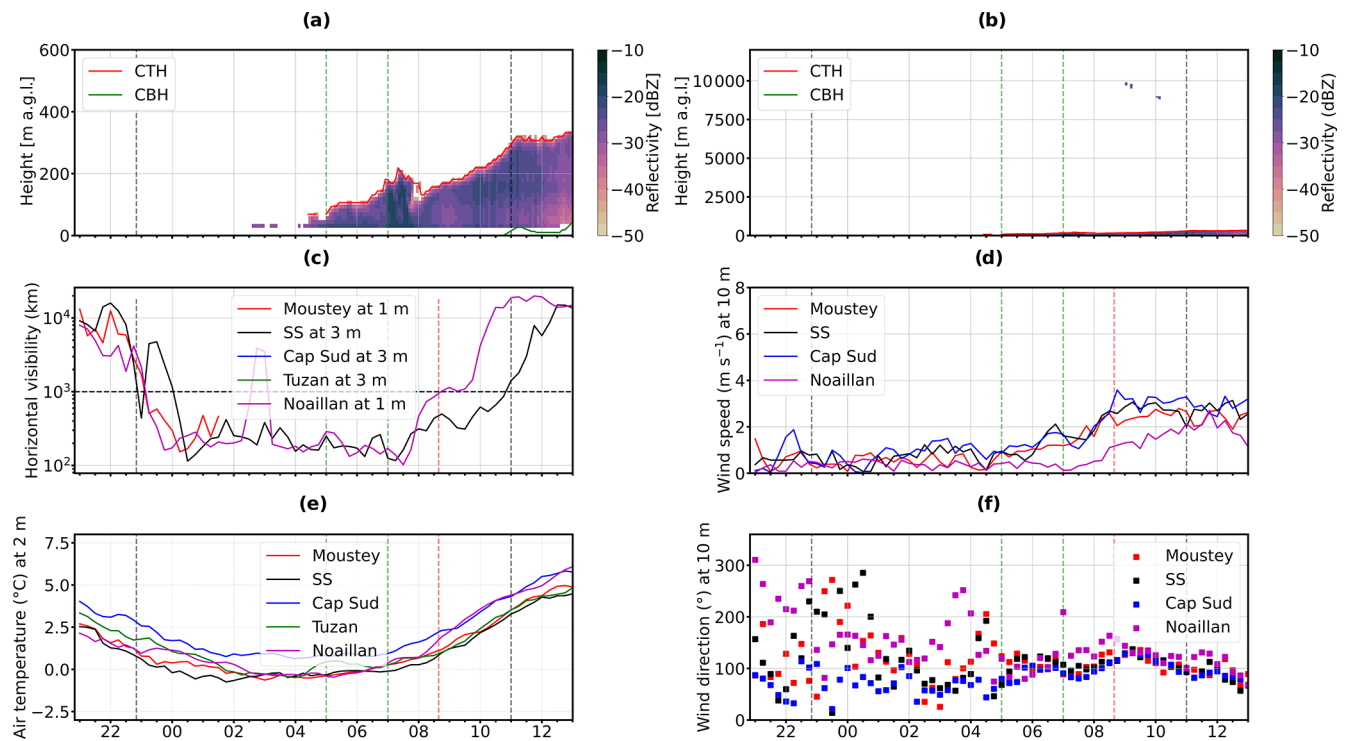 (a)
(b)
600
400
200
0
Height [m a.g.l.]
CTH
CBH
−10
−20
−30
−40
−50
Reflectivity [dBZ]
10000
7500
5000
2500
0
Height [m a.g.l.]
CTH
CBH
−10
−20
−30
−40
−50
Reflectivity (dBZ)
(c)
(d)
10⁴
10³
10²
Horizontal visibility (km)
Moustey at 1 m
SS at 3 m
Cap Sud at 3 m
Tuzan at 3 m
Noaillan at 1 m
8
6
4
2
0
Wind speed (m s⁻¹) at 10 m
Moustey
SS
Cap Sud
Noaillan
(e)
(f)
7.5
5.0
2.5
0.0
−2.5
Air temperature (°C) at 2 m
Moustey
SS
Cap Sud
Tuzan
Noaillan
22 00 02 04 06 08 10 12
300
200
100
0
Wind direction (°) at 10 m
Moustey
SS
Cap Sud
Noaillan
22 00 02 04 06 08 10 12